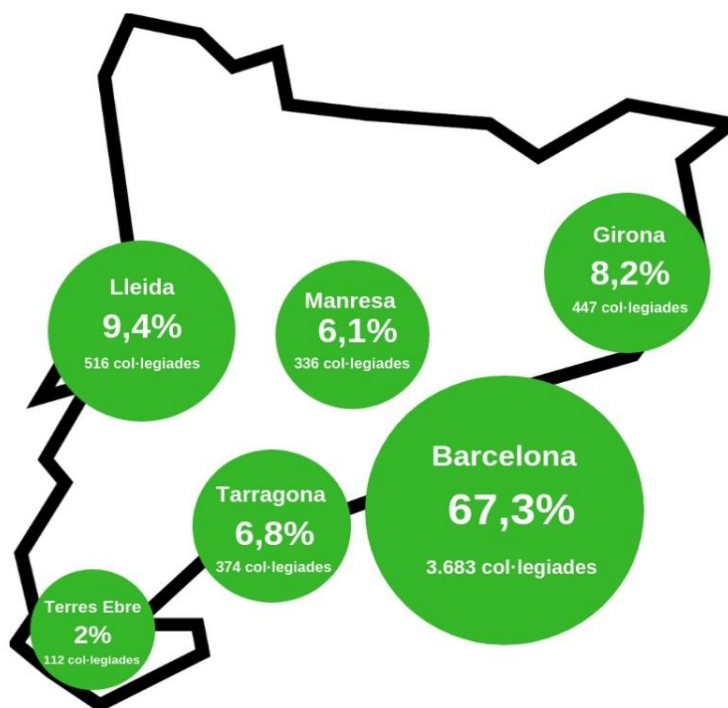 Girona
8,2%
447 col·legiades
Lleida
9,4%
516 col·legiades
Manresa
6,1%
336 col·legiades
Barcelona
67,3%
3.683 col·legiades
Tarragona
6,8%
374 col·legiades
Terres Ebre
2%
112 col·legiades